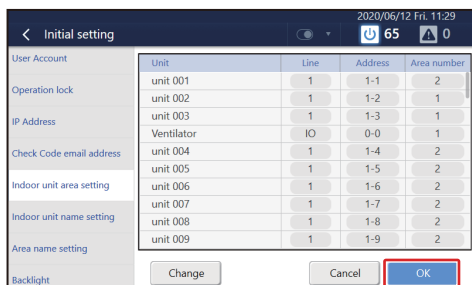 2020/06/12 Fri. 11:29
Initial setting
65
0
User Account
Operation lock
IP Address
Check Code email address
Indoor unit area setting
Indoor unit name setting
Area name setting
Backlight
Unit Line Address Area number
unit 001 1 1-1 2
unit 002 1 1-2 1
unit 003 1 1-3 1
Ventilator IO 0-0 1
unit 004 1 1-4 2
unit 005 1 1-5 2
unit 006 1 1-6 2
unit 007 1 1-7 2
unit 008 1 1-8 2
unit 009 1 1-9 2
Change Cancel OK